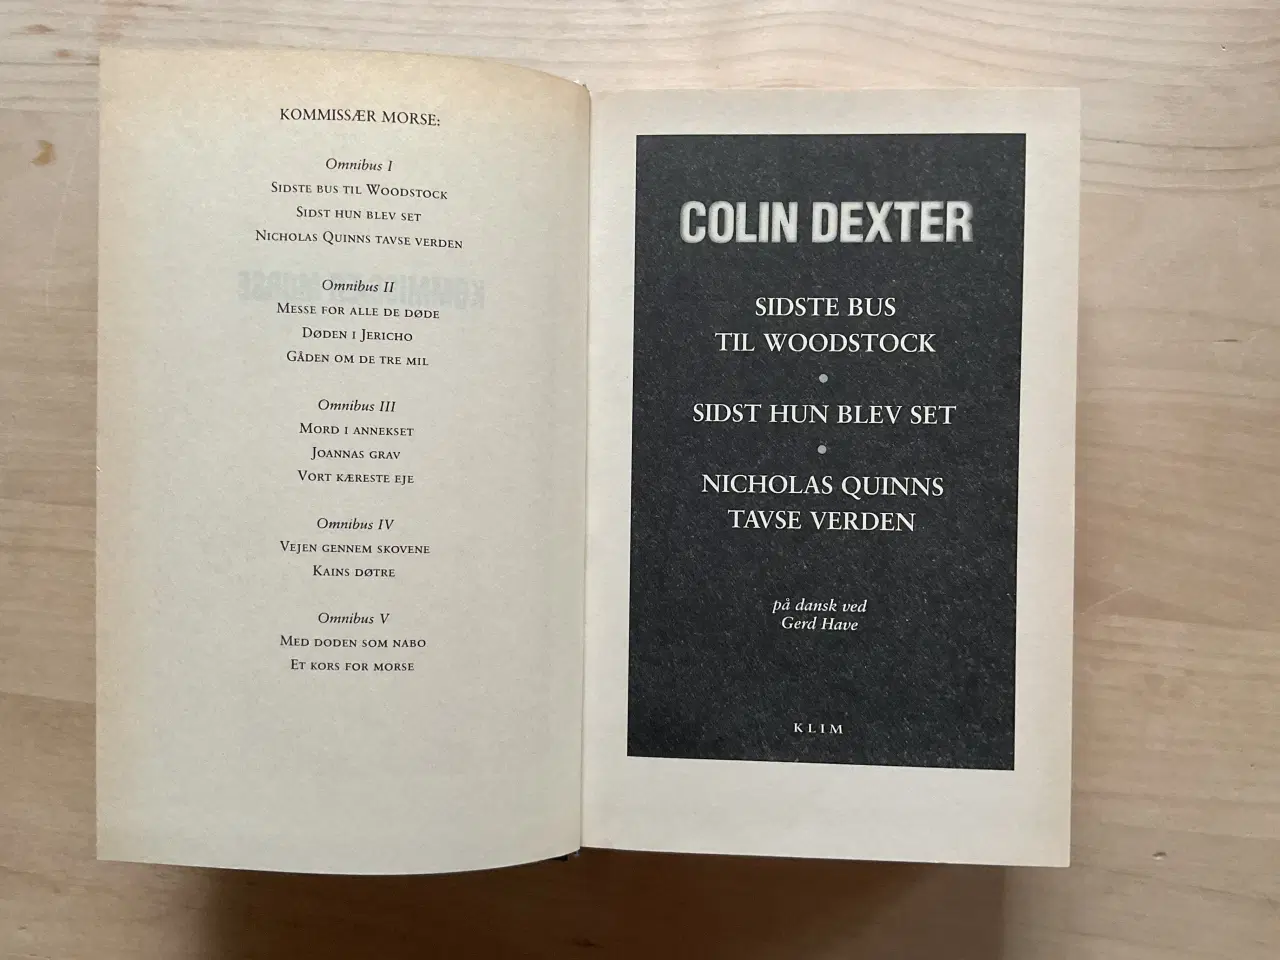 KOMMISSÆR MORSE:
Omnibus I
SIDSTE BUS TIL WOODSTOCK
SIDST HUN BLEV SET
NICHOLAS QUINNS TAVSE VERDEN
Omnibus II
MESSE FOR ALLE DE DØDE
DØDEN I JERICHO
GÅDEN OM DE TRE MIL
Omnibus III
MORD I ANNEKSET
JOANNAS GRAV
VORT KÆRESTE EJE
Omnibus IV
VEJEN GENNEM SKOVENE
KAINS DØTRE
Omnibus V
MED DODEN SOM NABO
ET KORS FOR MORSE
COLIN DEXTER
SIDSTE BUS
TIL WOODSTOCK
SIDST HUN BLEV SET
NICHOLAS QUINNS
TAVSE VERDEN
på dansk ved
Gerd Have
KLIM